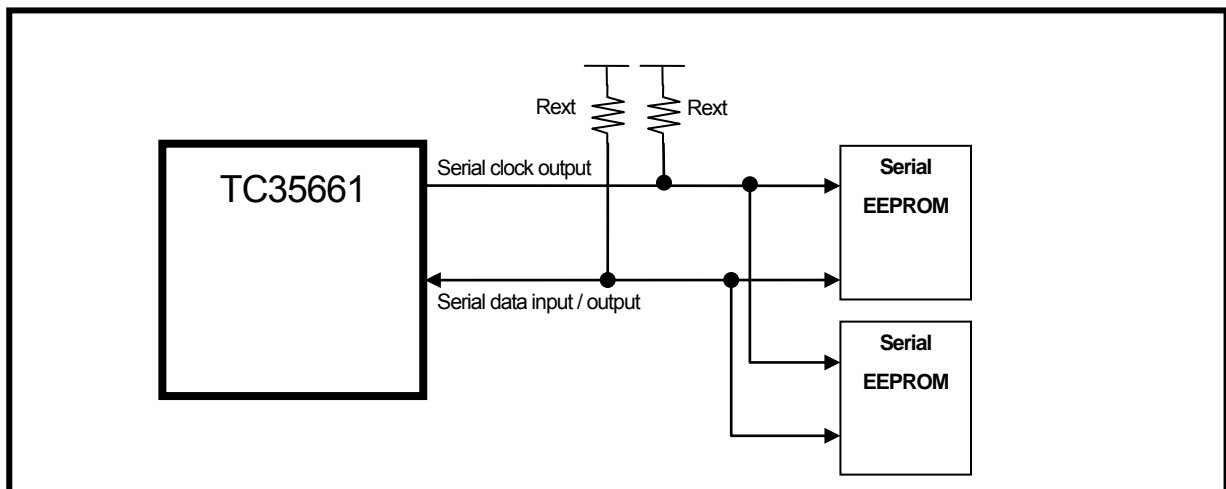 Rext
Rext
Serial clock output
TC35661
Serial
EEPROM
Serial data input / output
Serial
EEPROM